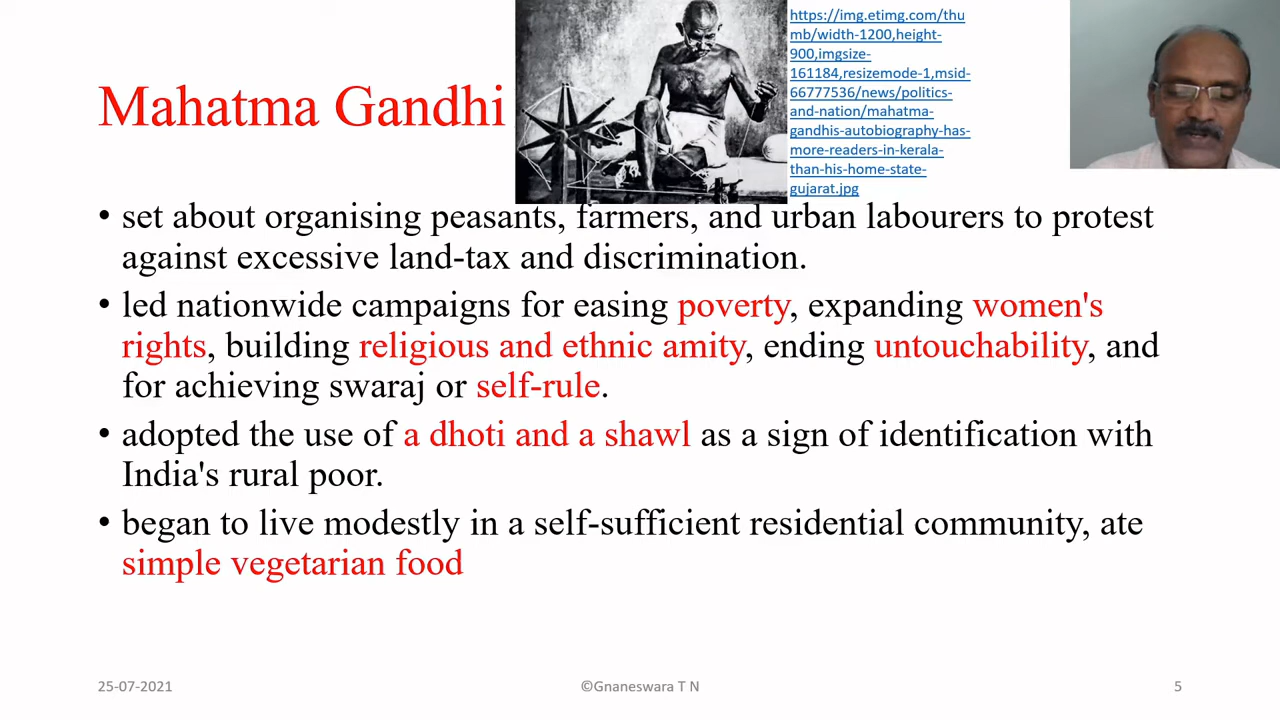 Mahatma Gandhi
https://img.etimg.com/thu
mb/width-1200,height-
900,imgsize-
161184,resizemode-1,msid-
66777536/news/politics-
and-nation/mahatma-
gandhis-autobiography-has-
more-readers-in-kerala-
than-his-home-state-
gujarat.jpg
• set about organising peasants, farmers, and urban labourers to protest
against excessive land-tax and discrimination.
• led nationwide campaigns for easing poverty, expanding women's
rights, building religious and ethnic amity, ending untouchability, and
for achieving swaraj or self-rule.
• adopted the use of a dhoti and a shawl as a sign of identification with
India's rural poor.
• began to live modestly in a self-sufficient residential community, ate
simple vegetarian food
25-07-2021
©Gnaneswara T N
5